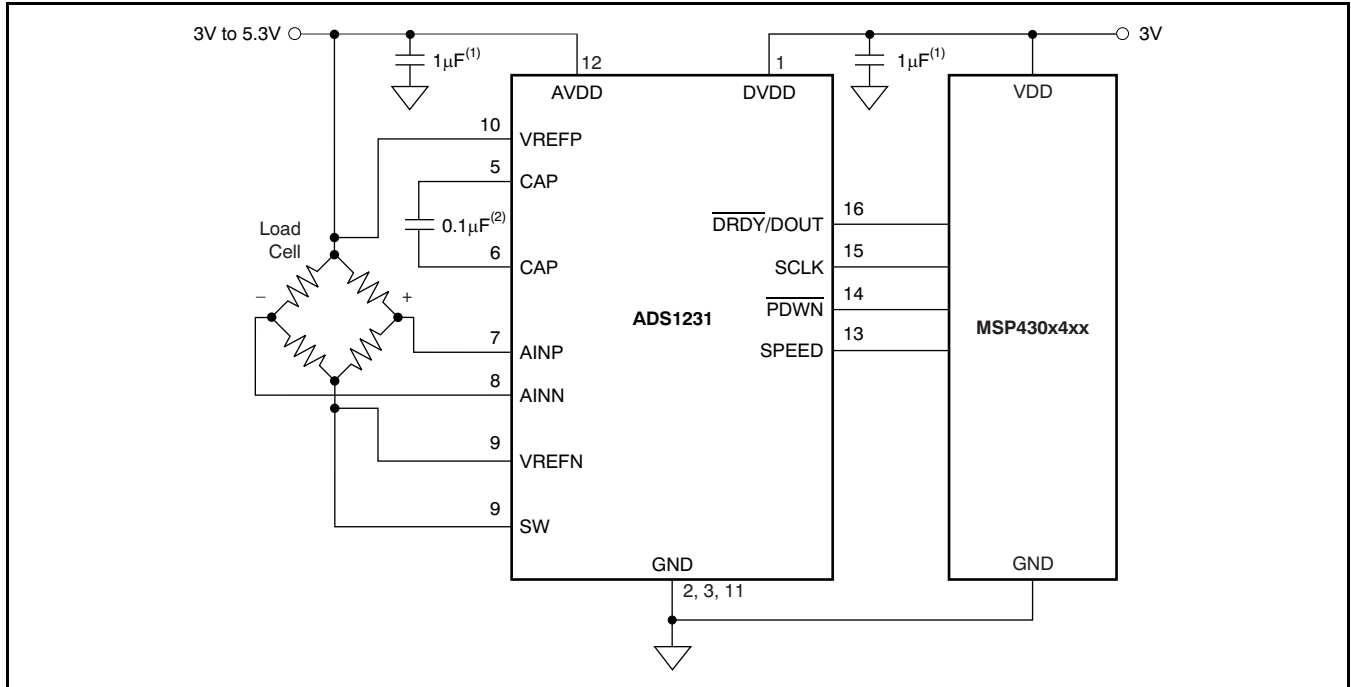 3V to 5.3V
1µF(1)
12
1
1µF(1)
3V
AVDD
DVDD
VDD
10
VREFP
5
CAP
0.1µF(2)
6
CAP
Load
Cell
–
+
7
AINP
8
AINN
9
VREFN
9
SW
ADS1231
DRDY/DOUT
16
SCLK
15
PDWN
14
SPEED
13
MSP430x4xx
GND
2, 3, 11
GND